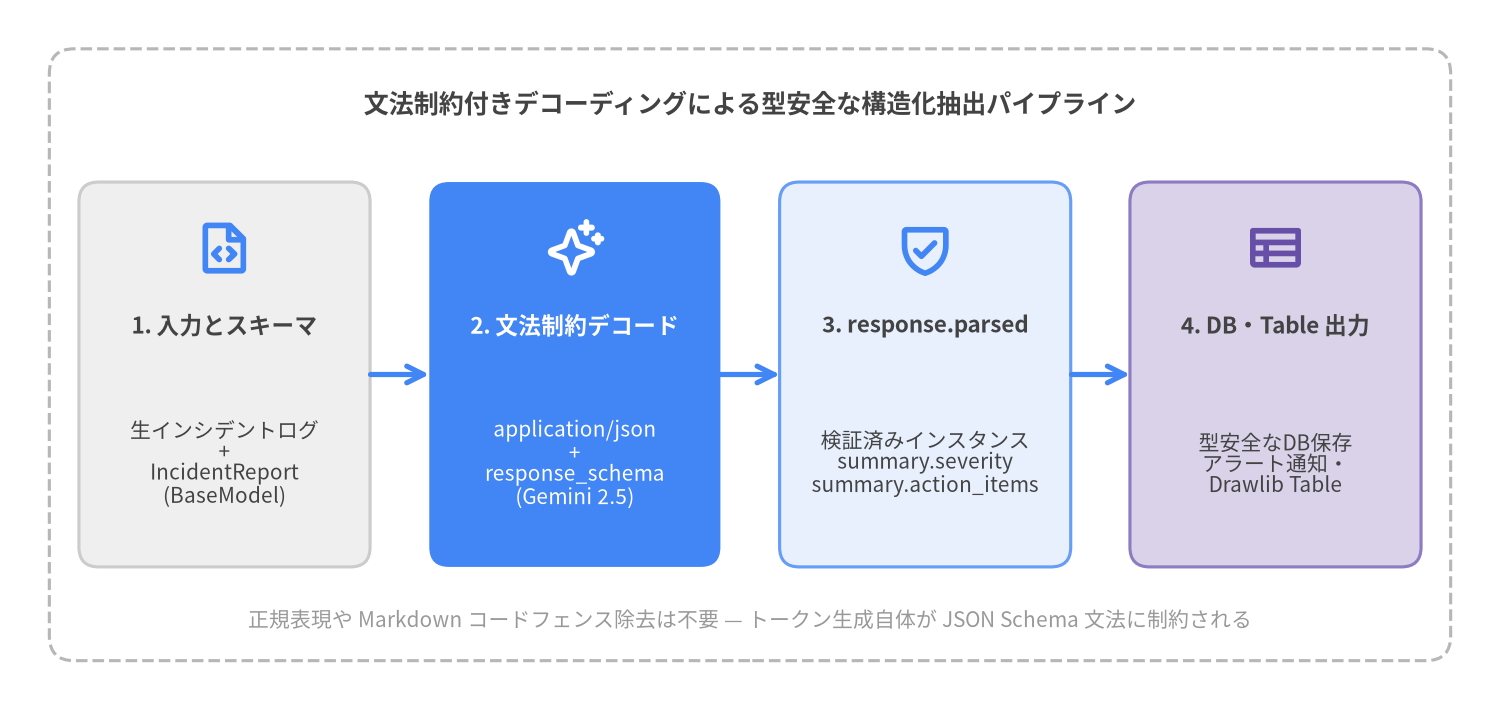 文法制約付きデコーディングによる型安全な構造化抽出パイプライン
1. 入力とスキーマ
生インシデントログ
+
IncidentReport
(BaseModel)
2. 文法制約デコード
application/json
+
response_schema
(Gemini 2.5)
3. response.parsed
検証済みインスタンス
summary.severity
summary.action_items
4. DB・Table 出力
型安全なDB保存
アラート通知・
Drawlib Table
正規表現や Markdown コードフェンス除去は不要 — トークン生成自体が JSON Schema 文法に制約される